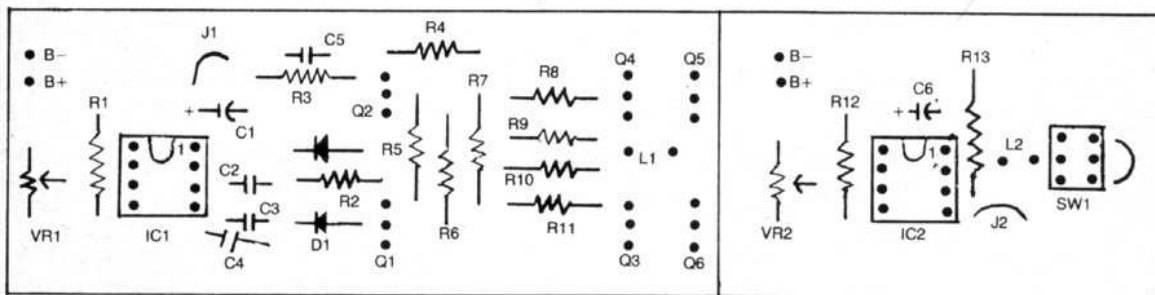 J1
C5
R4
Q4
Q5
B-
B+
R1
+
C1
R3
Q2
R7
R8
R9
R5
L1
1
C2
R2
R10
C3
R6
R11
VR1
IC1
C4
D1
Q1
Q3
Q6
B-
B+
R13
C6
R12
+
L2
1
SW1
VR2
IC2
J2